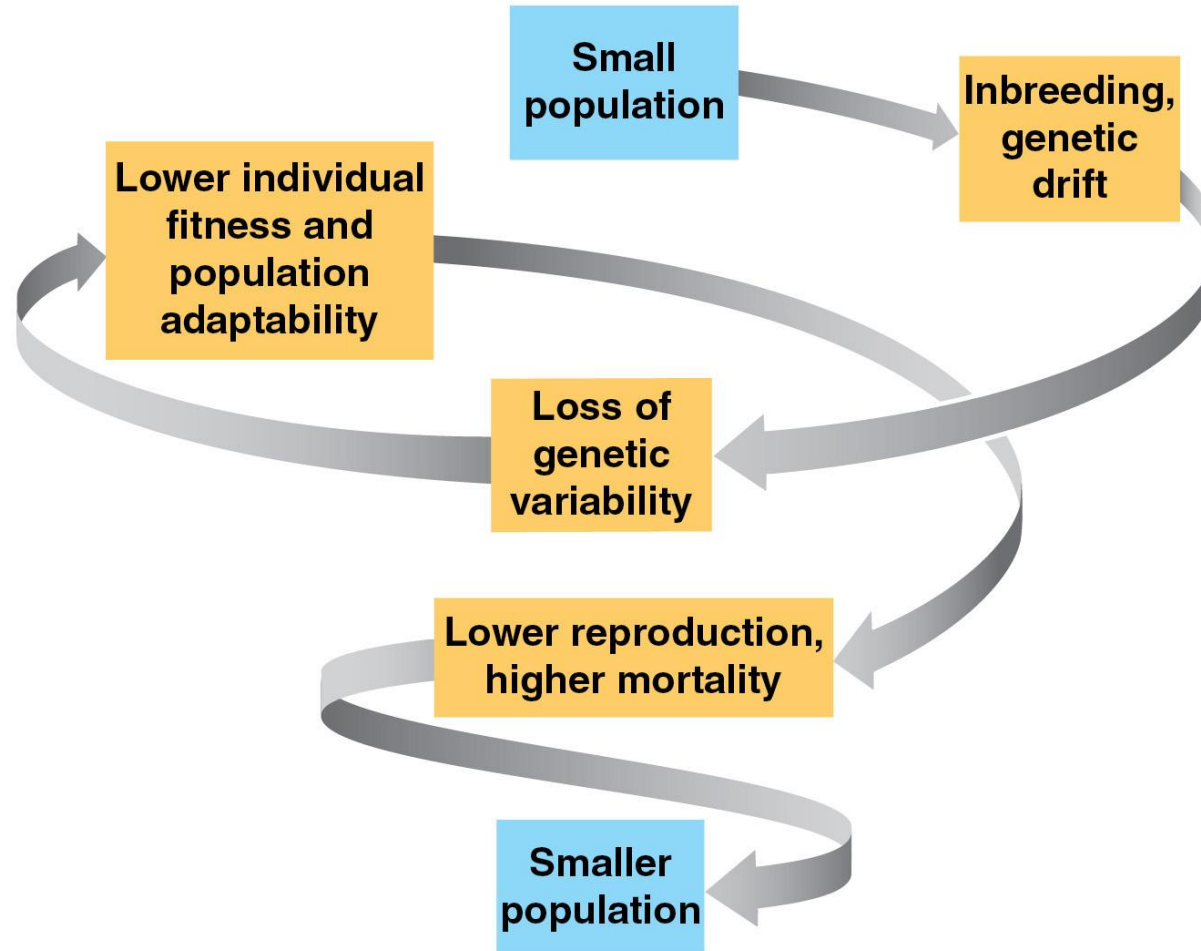 Small
population
Inbreeding,
genetic
drift
Lower individual
fitness and
population
adaptability
Loss of
genetic
variability
Lower reproduction,
higher mortality
Smaller
population